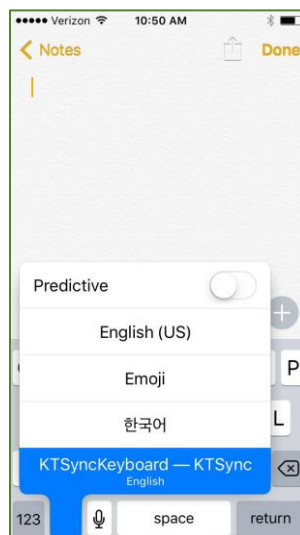 Verizon 10:50 AM
Notes Done
Predictive
English (US)
Emoji
한국어
KTSyncKeyboard — KTSync
English
P
L
123 space return